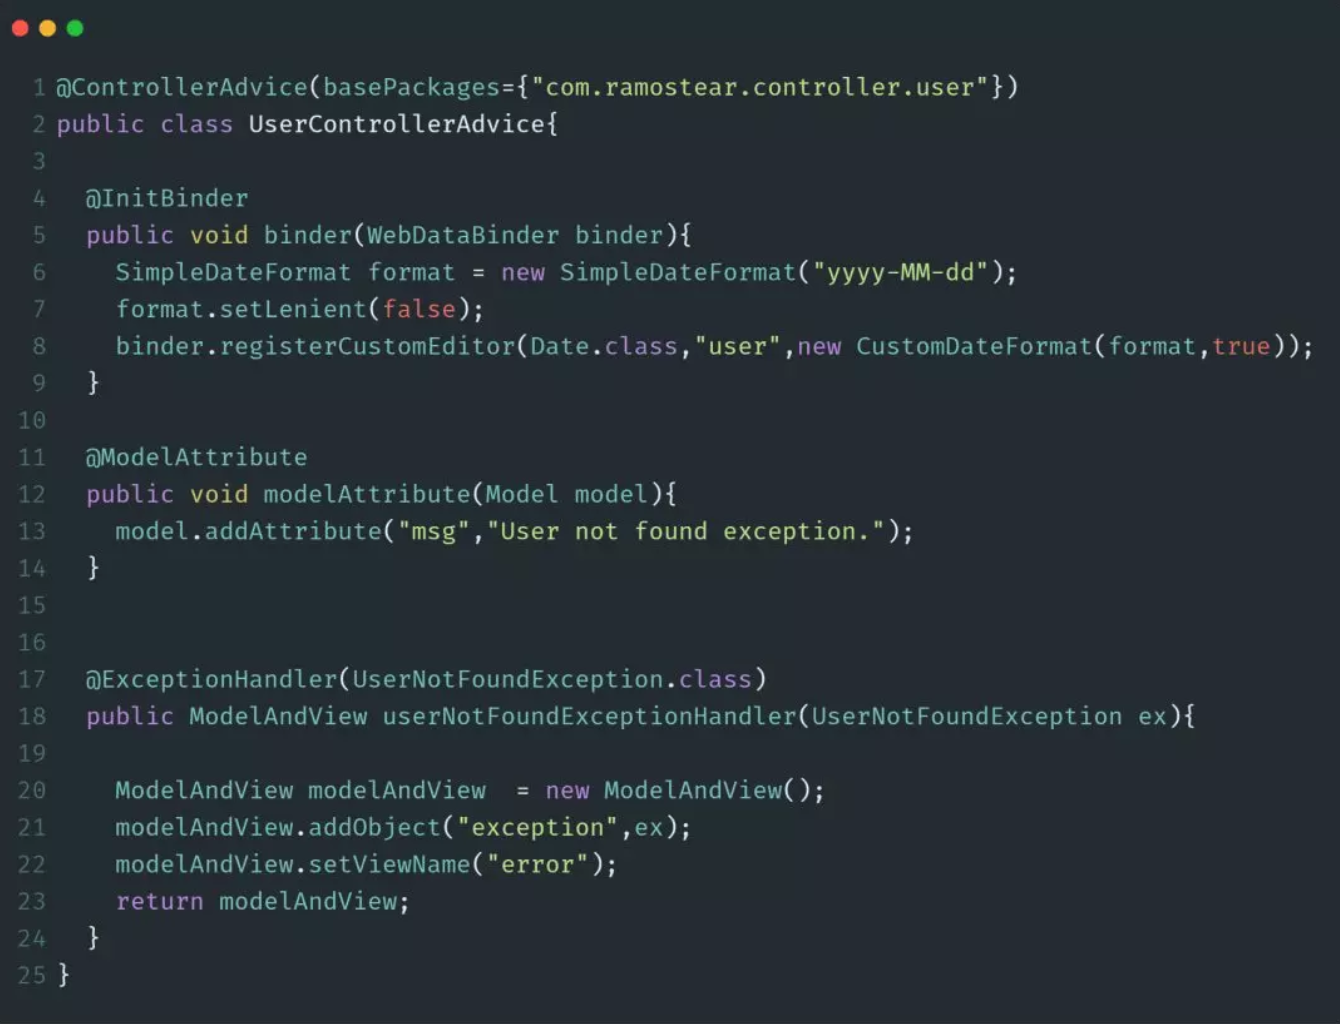 1 @ControllerAdvice(basePackages={"com.ramostear.controller.user"})
2 public class UserControllerAdvice{
3
4   @InitBinder
5   public void binder(WebDataBinder binder){
6     SimpleDateFormat format = new SimpleDateFormat("yyyy-MM-dd");
7     format.setLenient(false);
8     binder.registerCustomEditor(Date.class,"user",new CustomDateFormat(format,true));
9   }
10
11   @ModelAttribute
12   public void modelAttribute(Model model){
13     model.addAttribute("msg","User not found exception.");
14   }
15
16
17   @ExceptionHandler(UserNotFoundException.class)
18   public ModelAndView userNotFoundExceptionHandler(UserNotFoundException ex){
19
20     ModelAndView modelAndView  = new ModelAndView();
21     modelAndView.addObject("exception",ex);
22     modelAndView.setViewName("error");
23     return modelAndView;
24   }
25 }